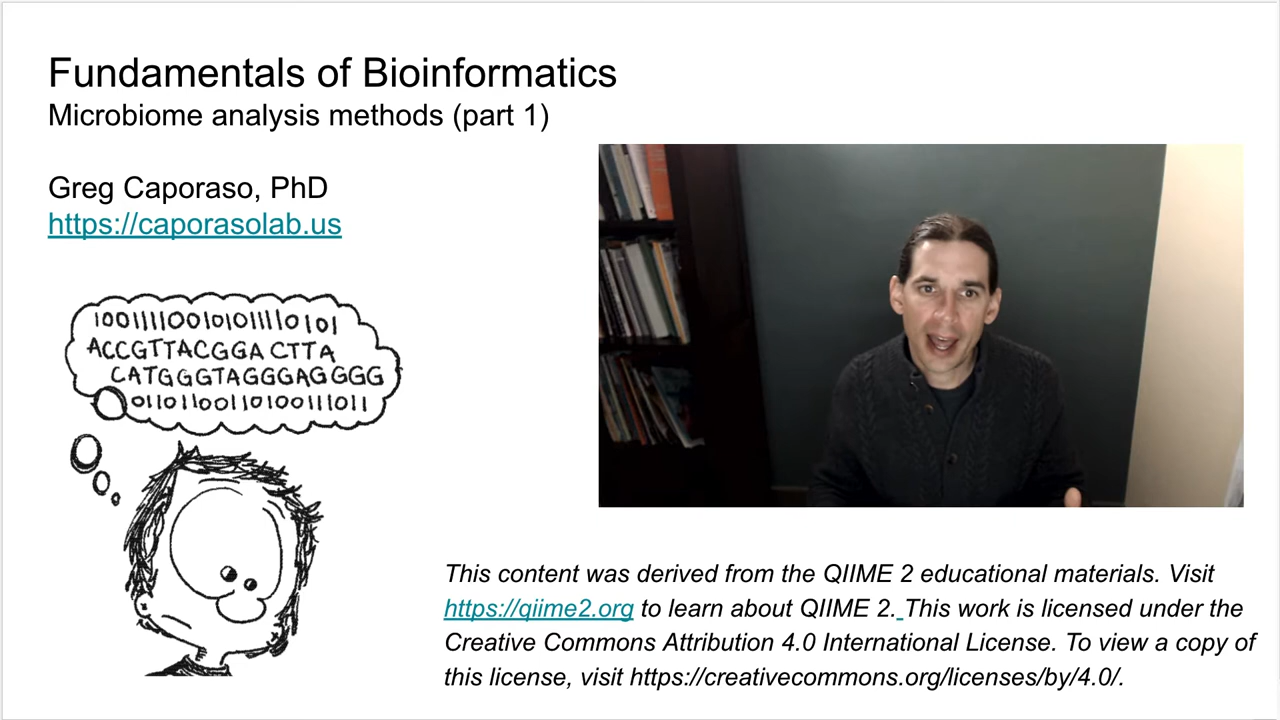 Fundamentals of Bioinformatics
Microbiome analysis methods (part 1)
Greg Caporaso, PhD
https://caporasolab.us
10011110010101111010​1
ACCGTTACGGACTTA
CATGGGTAGGGAGGGG
01101100110100111011
This content was derived from the QIIME 2 educational materials. Visit
https://qiime2.org to learn about QIIME 2. This work is licensed under the
Creative Commons Attribution 4.0 International License. To view a copy of
this license, visit https://creativecommons.org/licenses/by/4.0/.